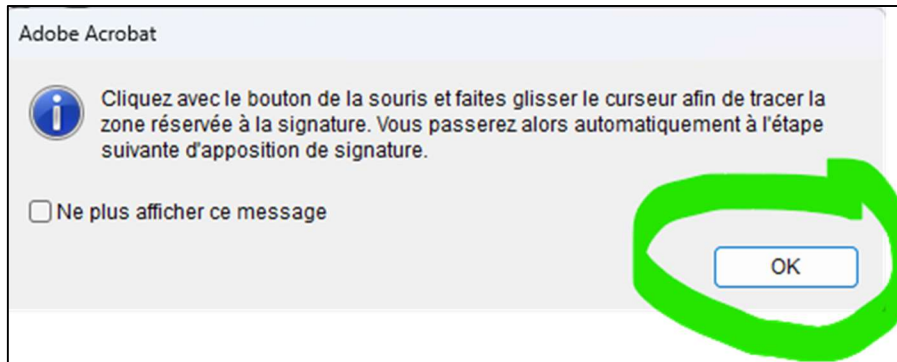 Adobe Acrobat
Cliquez avec le bouton de la souris et faites glisser le curseur afin de tracer la
zone réservée à la signature. Vous passerez alors automatiquement à l'étape
suivante d'apposition de signature.
Ne plus afficher ce message
OK